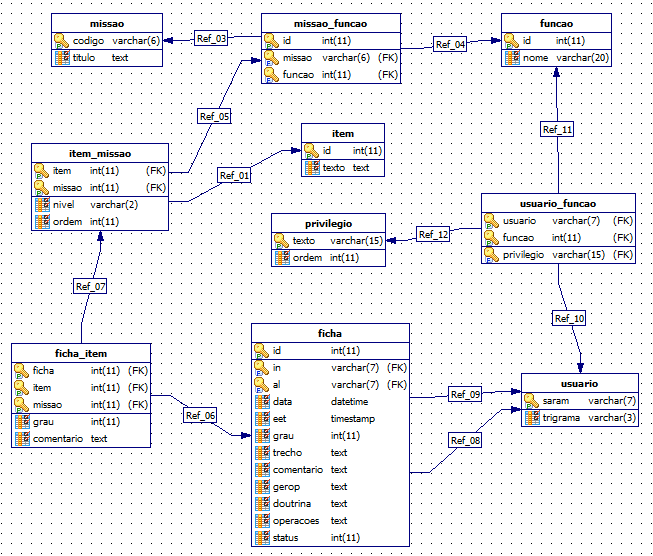 missao
codigo varchar(6)
titulo text
Ref_03
missao_funcao
id int(11)
missao varchar(6) (FK)
funcao int(11) (FK)
Ref_04
funcao
id int(11)
nome varchar(20)
Ref_05
Ref_11
item_missao
item int(11) (FK)
missao int(11) (FK)
nivel varchar(2)
ordem int(11)
Ref_01
item
id int(11)
texto text
privilegio
texto varchar(15)
ordem int(11)
Ref_12
usuario_funcao
usuario varchar(7) (FK)
funcao int(11) (FK)
privilegio varchar(15) (FK)
Ref_07
Ref_10
ficha_item
ficha int(11) (FK)
item int(11) (FK)
missao int(11) (FK)
grau int(11)
comentario text
Ref_06
ficha
id int(11)
in varchar(7) (FK)
al varchar(7) (FK)
data datetime
eet timestamp
grau int(11)
trecho text
comentario text
gerop text
doutrina text
operacoes text
status int(11)
Ref_09
Ref_08
usuario
saram varchar(7)
trigrama varchar(3)